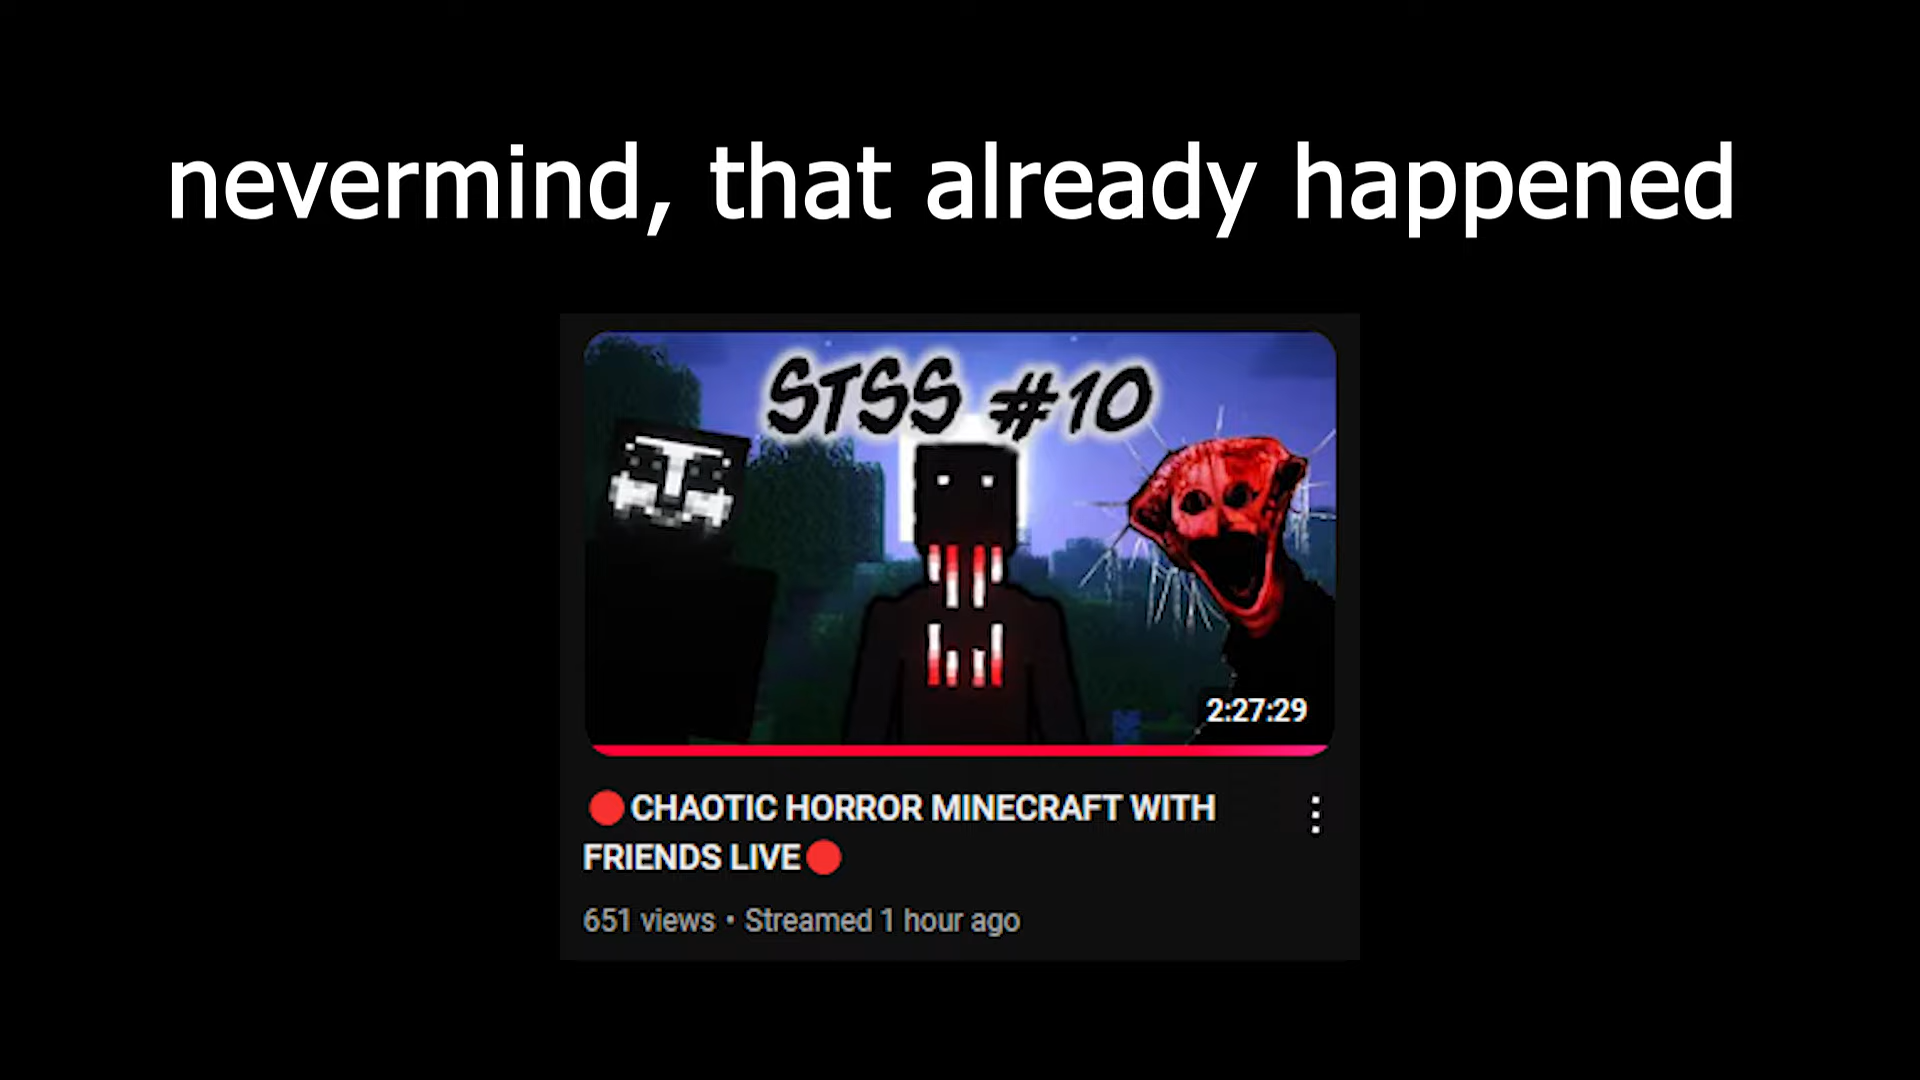 nevermind, that already happened
STSS #10
2:27:29
🔴CHAOTIC HORROR MINECRAFT WITH
FRIENDS LIVE🔴
651 views • Streamed 1 hour ago